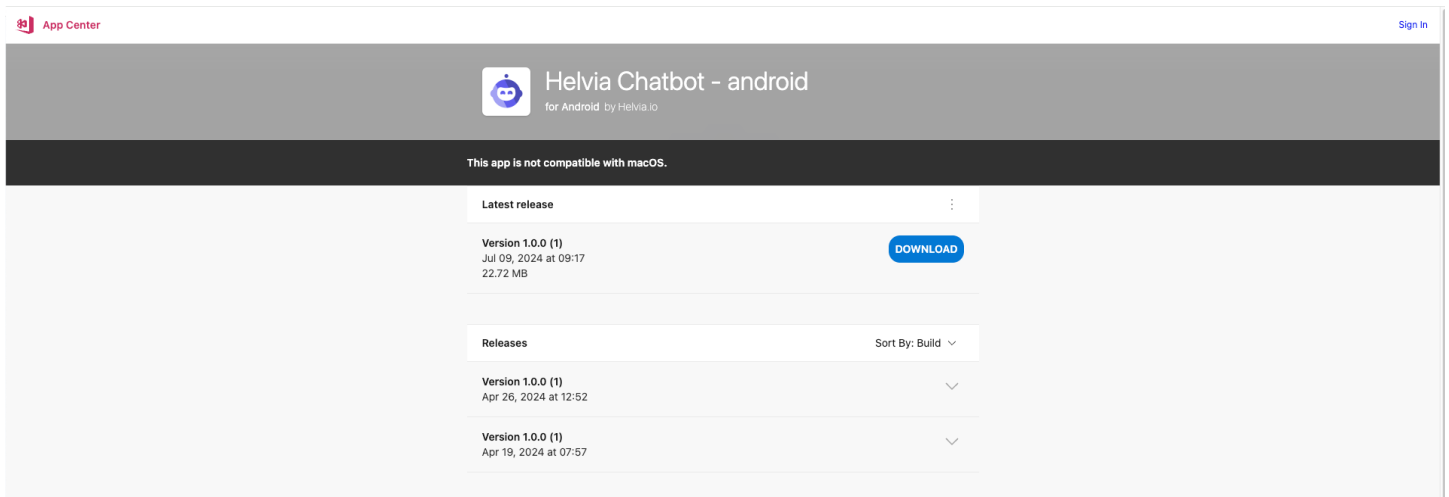 App Center
Sign In
Helvia Chatbot - android
for Android by Helvia.io
This app is not compatible with macOS.
Latest release
Version 1.0.0 (1)
Jul 09, 2024 at 09:17
22.72 MB
DOWNLOAD
Releases
Sort By: Build
Version 1.0.0 (1)
Apr 26, 2024 at 12:52
Version 1.0.0 (1)
Apr 19, 2024 at 07:57